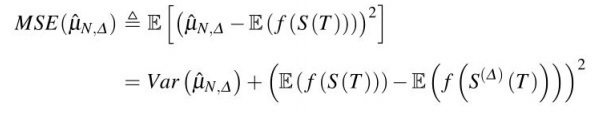 MSE(μ̂_{N,Δ}) ≜ 𝔼[(μ̂_{N,Δ} − 𝔼(f(S(T))))²]
= Var(μ̂_{N,Δ}) + (𝔼(f(S(T))) − 𝔼(f(S^{(Δ)}(T))))²